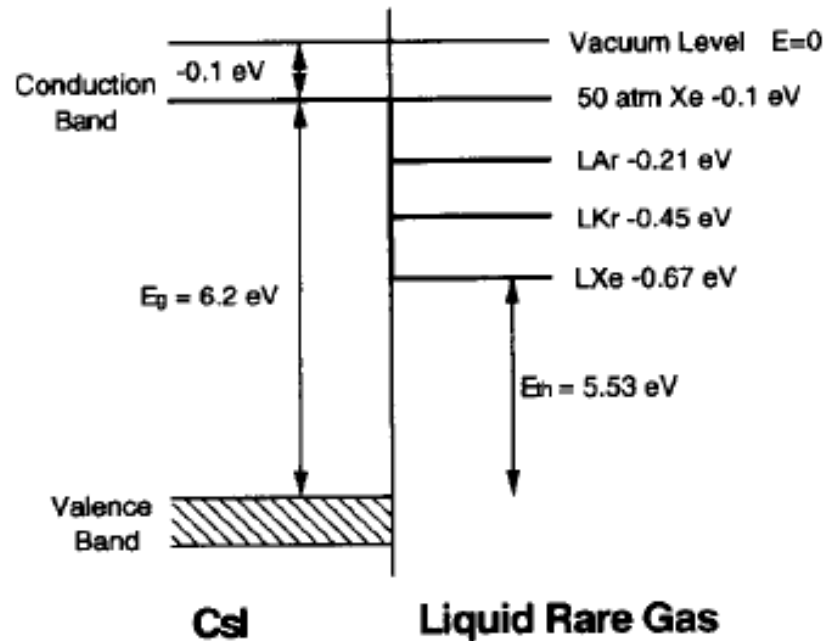 Vacuum Level E=0
-0.1 eV
Conduction
Band
50 atm Xe -0.1 eV
LAr -0.21 eV
LKr -0.45 eV
LXe -0.67 eV
Eg = 6.2 eV
Eth = 5.53 eV
Valence
Band
CsI
Liquid Rare Gas